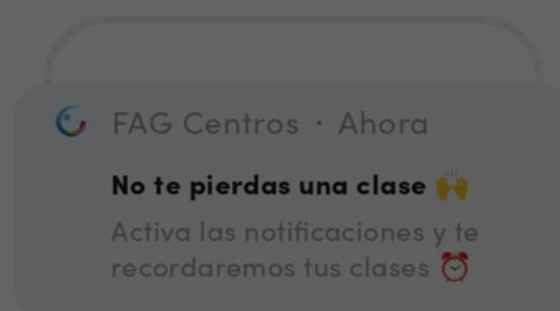 FAG Centros · Ahora
No te pierdas una clase 🙌
Activa las notificaciones y te
recordaremos tus clases ⏰